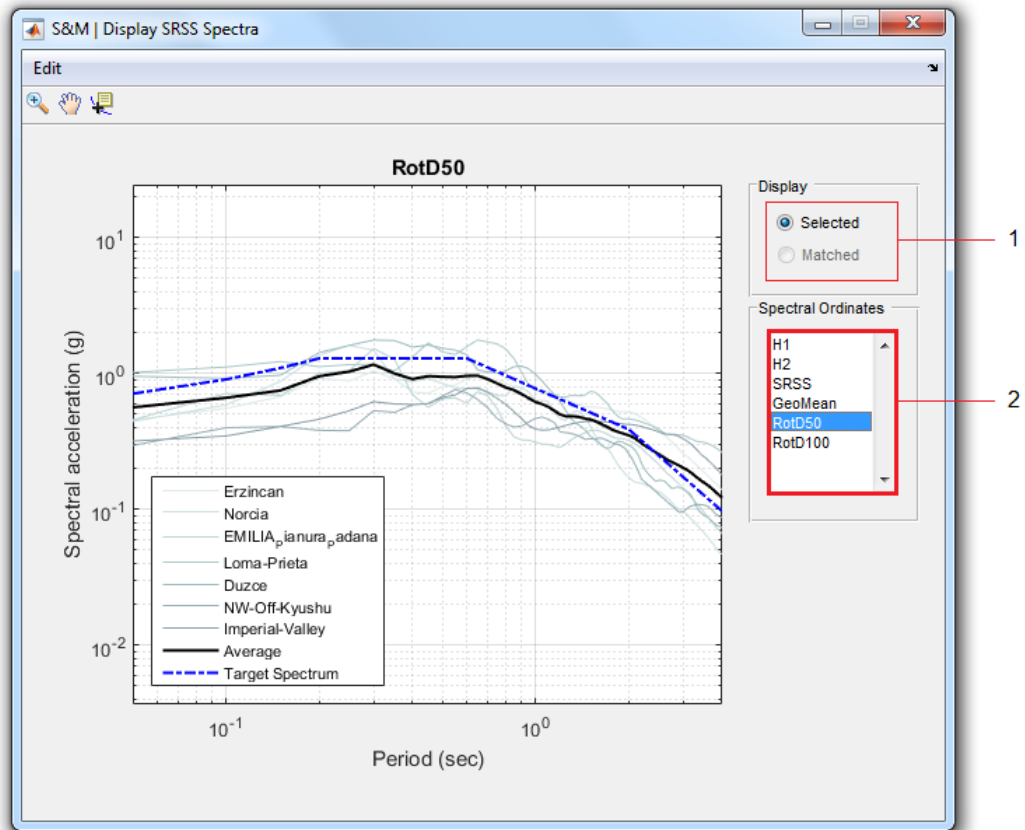 S&M | Display SRSS Spectra
Edit
RotD50
Spectral acceleration (g)
10^1
10^0
10^-1
10^-2
10^-1
10^0
Period (sec)
Erzincan
Norcia
EMILIA_pianura_padana
Loma-Prieta
Duzce
NW-Off-Kyushu
Imperial-Valley
Average
Target Spectrum
Display
Selected
Matched
1
Spectral Ordinates
H1
H2
SRSS
GeoMean
RotD50
RotD100
2